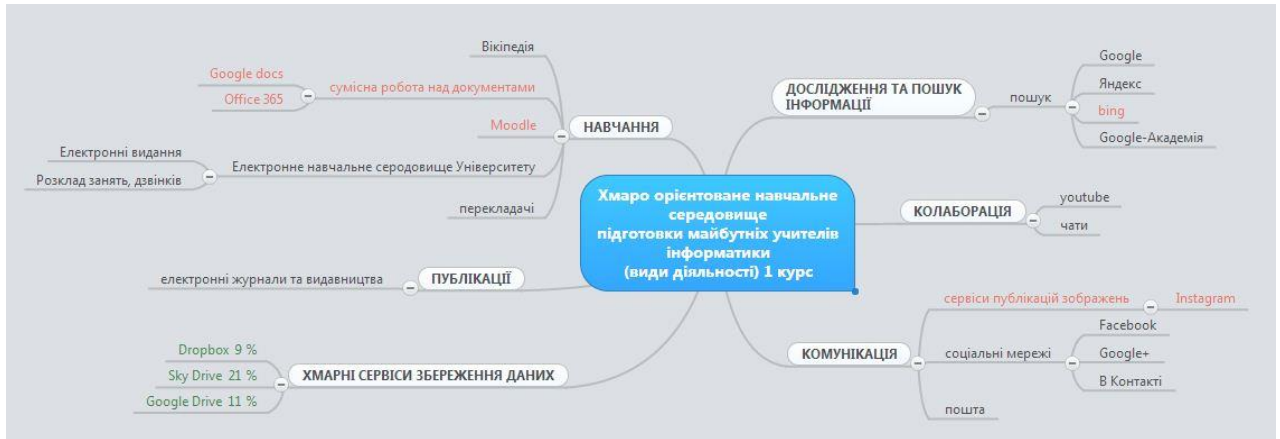 Хмаро орієнтоване навчальне
середовище
підготовки майбутніх учителів
інформатики
(види діяльності) 1 курс
НАВЧАННЯ
Вікіпедія
сумісна робота над документами
Google docs
Office 365
Moodle
Електронне навчальне серодовище Університету
Електронні видання
Розклад занять, дзвінків
перекладачі
ПУБЛІКАЦІЇ
електронні журнали та видавництва
ХМАРНІ СЕРВІСИ ЗБЕРЕЖЕННЯ ДАНИХ
Dropbox 9 %
Sky Drive 21 %
Google Drive 11 %
ДОСЛІДЖЕННЯ ТА ПОШУК
ІНФОРМАЦІЇ
пошук
Google
Яндекс
bing
Google-Академія
КОЛАБОРАЦІЯ
youtube
чати
КОМУНІКАЦІЯ
сервіси публікацій зображень
Instagram
соціальні мережі
Facebook
Google+
В Контакті
пошта